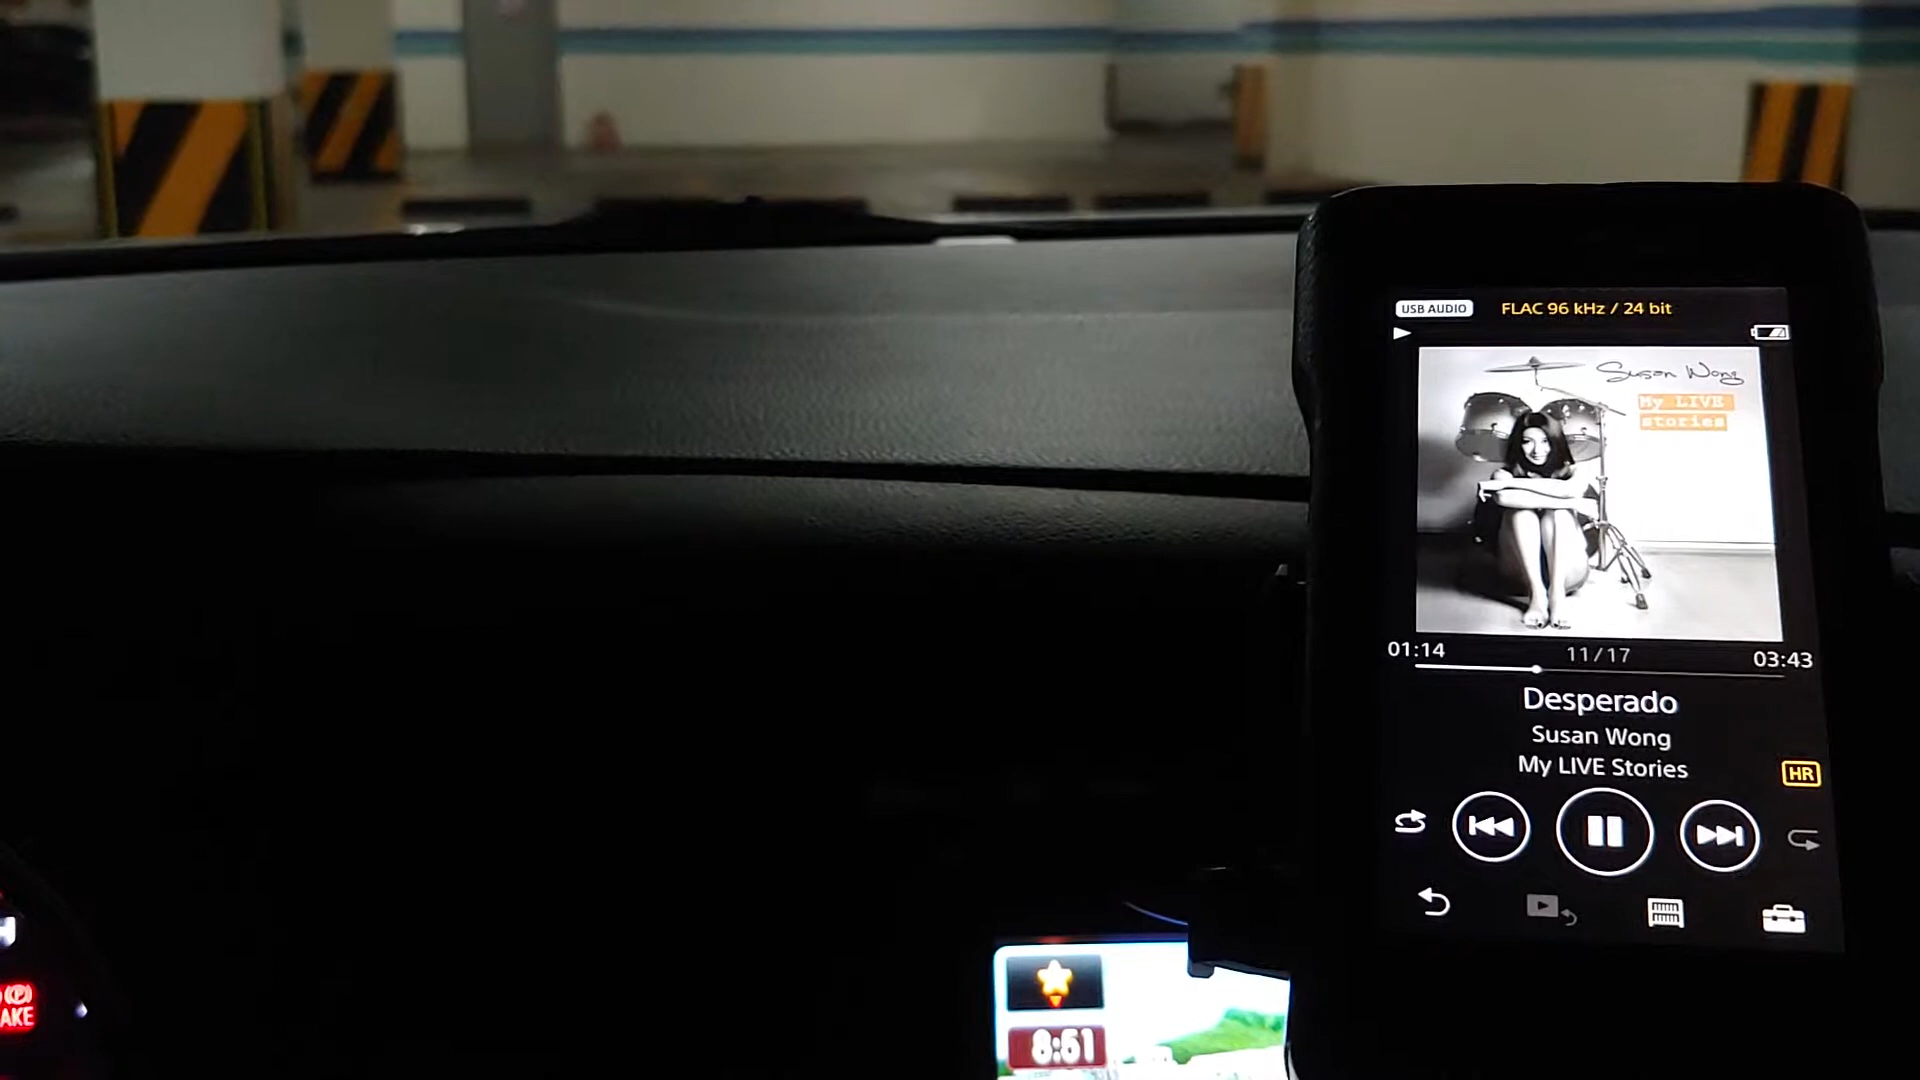 USB AUDIO
FLAC 96 kHz / 24 bit
Susan Wong
My LIVE
stories
01:14
11/17
03:43
Desperado
Susan Wong
My LIVE Stories
HR
(P)
AKE
8:51